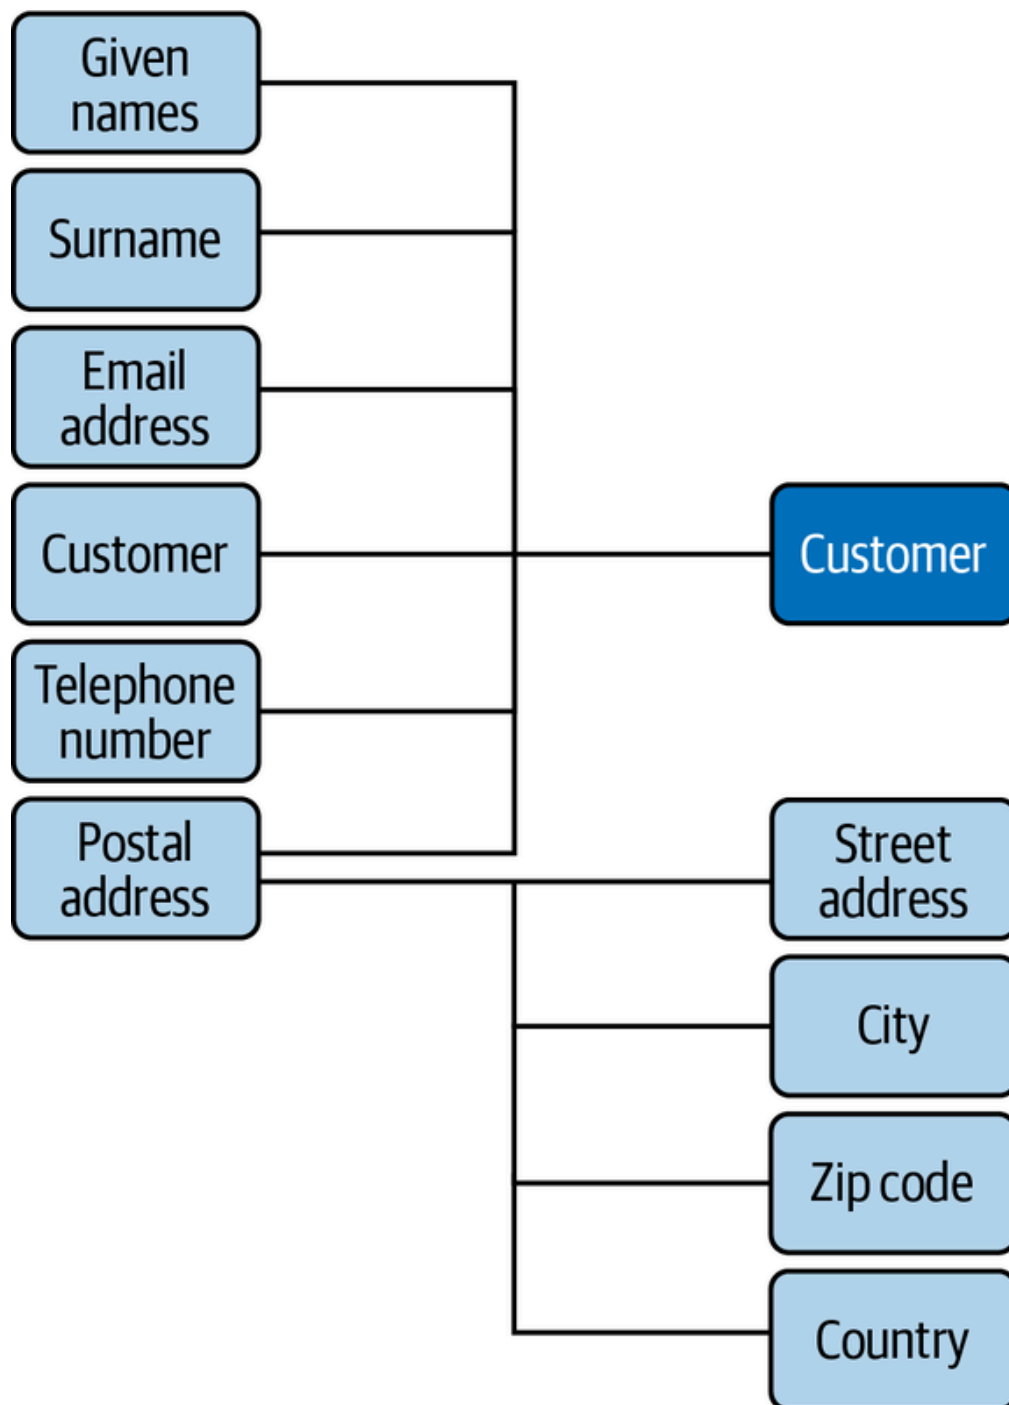 Given
names
Surname
Email
address
Customer
Customer
Telephone
number
Postal
address
Street
address
City
Zip code
Country